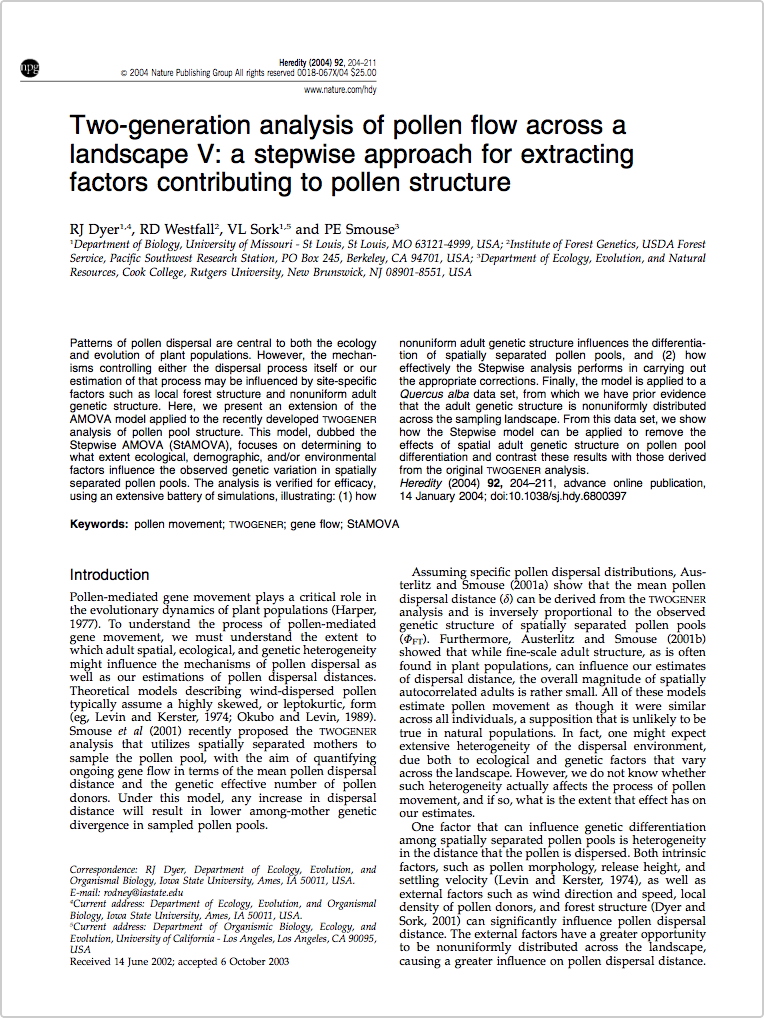 npg
Heredity (2004) 92, 204–211
© 2004 Nature Publishing Group All rights reserved 0018-067X/04 $25.00
www.nature.com/hdy
Two-generation analysis of pollen flow across a
landscape V: a stepwise approach for extracting
factors contributing to pollen structure
RJ Dyer1,4, RD Westfall2, VL Sork1,5 and PE Smouse3
1Department of Biology, University of Missouri - St Louis, St Louis, MO 63121-4999, USA; 2Institute of Forest Genetics, USDA Forest
Service, Pacific Southwest Research Station, PO Box 245, Berkeley, CA 94701, USA; 3Department of Ecology, Evolution, and Natural
Resources, Cook College, Rutgers University, New Brunswick, NJ 08901-8551, USA
Patterns of pollen dispersal are central to both the ecology
and evolution of plant populations. However, the mechan-
isms controlling either the dispersal process itself or our
estimation of that process may be influenced by site-specific
factors such as local forest structure and nonuniform adult
genetic structure. Here, we present an extension of the
AMOVA model applied to the recently developed TWOGENER
analysis of pollen pool structure. This model, dubbed the
Stepwise AMOVA (StAMOVA), focuses on determining to
what extent ecological, demographic, and/or environmental
factors influence the observed genetic variation in spatially
separated pollen pools. The analysis is verified for efficacy,
using an extensive battery of simulations, illustrating: (1) how
nonuniform adult genetic structure influences the differentia-
tion of spatially separated pollen pools, and (2) how
effectively the Stepwise analysis performs in carrying out
the appropriate corrections. Finally, the model is applied to a
Quercus alba data set, from which we have prior evidence
that the adult genetic structure is nonuniformly distributed
across the sampling landscape. From this data set, we show
how the Stepwise model can be applied to remove the
effects of spatial adult genetic structure on pollen pool
differentiation and contrast these results with those derived
from the original TWOGENER analysis.
Heredity (2004) 92, 204–211, advance online publication,
14 January 2004; doi:10.1038/sj.hdy.6800397
Keywords: pollen movement; TWOGENER; gene flow; StAMOVA
Introduction
Pollen-mediated gene movement plays a critical role in
the evolutionary dynamics of plant populations (Harper,
1977). To understand the process of pollen-mediated
gene movement, we must understand the extent to
which adult spatial, ecological, and genetic heterogeneity
might influence the mechanisms of pollen dispersal as
well as our estimations of pollen dispersal distances.
Theoretical models describing wind-dispersed pollen
typically assume a highly skewed, or leptokurtic, form
(eg, Levin and Kerster, 1974; Okubo and Levin, 1989).
Smouse et al (2001) recently proposed the TWOGENER
analysis that utilizes spatially separated mothers to
sample the pollen pool, with the aim of quantifying
ongoing gene flow in terms of the mean pollen dispersal
distance and the genetic effective number of pollen
donors. Under this model, any increase in dispersal
distance will result in lower among-mother genetic
divergence in sampled pollen pools.
Correspondence: RJ Dyer, Department of Ecology, Evolution, and
Organismal Biology, Iowa State University, Ames, IA 50011, USA.
E-mail: rodney@iastate.edu
4Current address: Department of Ecology, Evolution, and Organismal
Biology, Iowa State University, Ames, IA 50011, USA.
5Current address: Department of Organismic Biology, Ecology, and
Evolution, University of California - Los Angeles, Los Angeles, CA 90095,
USA
Received 14 June 2002; accepted 6 October 2003
Assuming specific pollen dispersal distributions, Aus-
terlitz and Smouse (2001a) show that the mean pollen
dispersal distance (δ) can be derived from the TWOGENER
analysis and is inversely proportional to the observed
genetic structure of spatially separated pollen pools
(ΦFT). Furthermore, Austerlitz and Smouse (2001b)
showed that while fine-scale adult structure, as is often
found in plant populations, can influence our estimates
of dispersal distance, the overall magnitude of spatially
autocorrelated adults is rather small. All of these models
estimate pollen movement as though it were similar
across all individuals, a supposition that is unlikely to be
true in natural populations. In fact, one might expect
extensive heterogeneity of the dispersal environment,
due both to ecological and genetic factors that vary
across the landscape. However, we do not know whether
such heterogeneity actually affects the process of pollen
movement, and if so, what is the extent that effect has on
our estimates.
One factor that can influence genetic differentiation
among spatially separated pollen pools is heterogeneity
in the distance that the pollen is dispersed. Both intrinsic
factors, such as pollen morphology, release height, and
settling velocity (Levin and Kerster, 1974), as well as
external factors such as wind direction and speed, local
density of pollen donors, and forest structure (Dyer and
Sork, 2001) can significantly influence pollen dispersal
distance. The external factors have a greater opportunity
to be nonuniformly distributed across the landscape,
causing a greater influence on pollen dispersal distance.